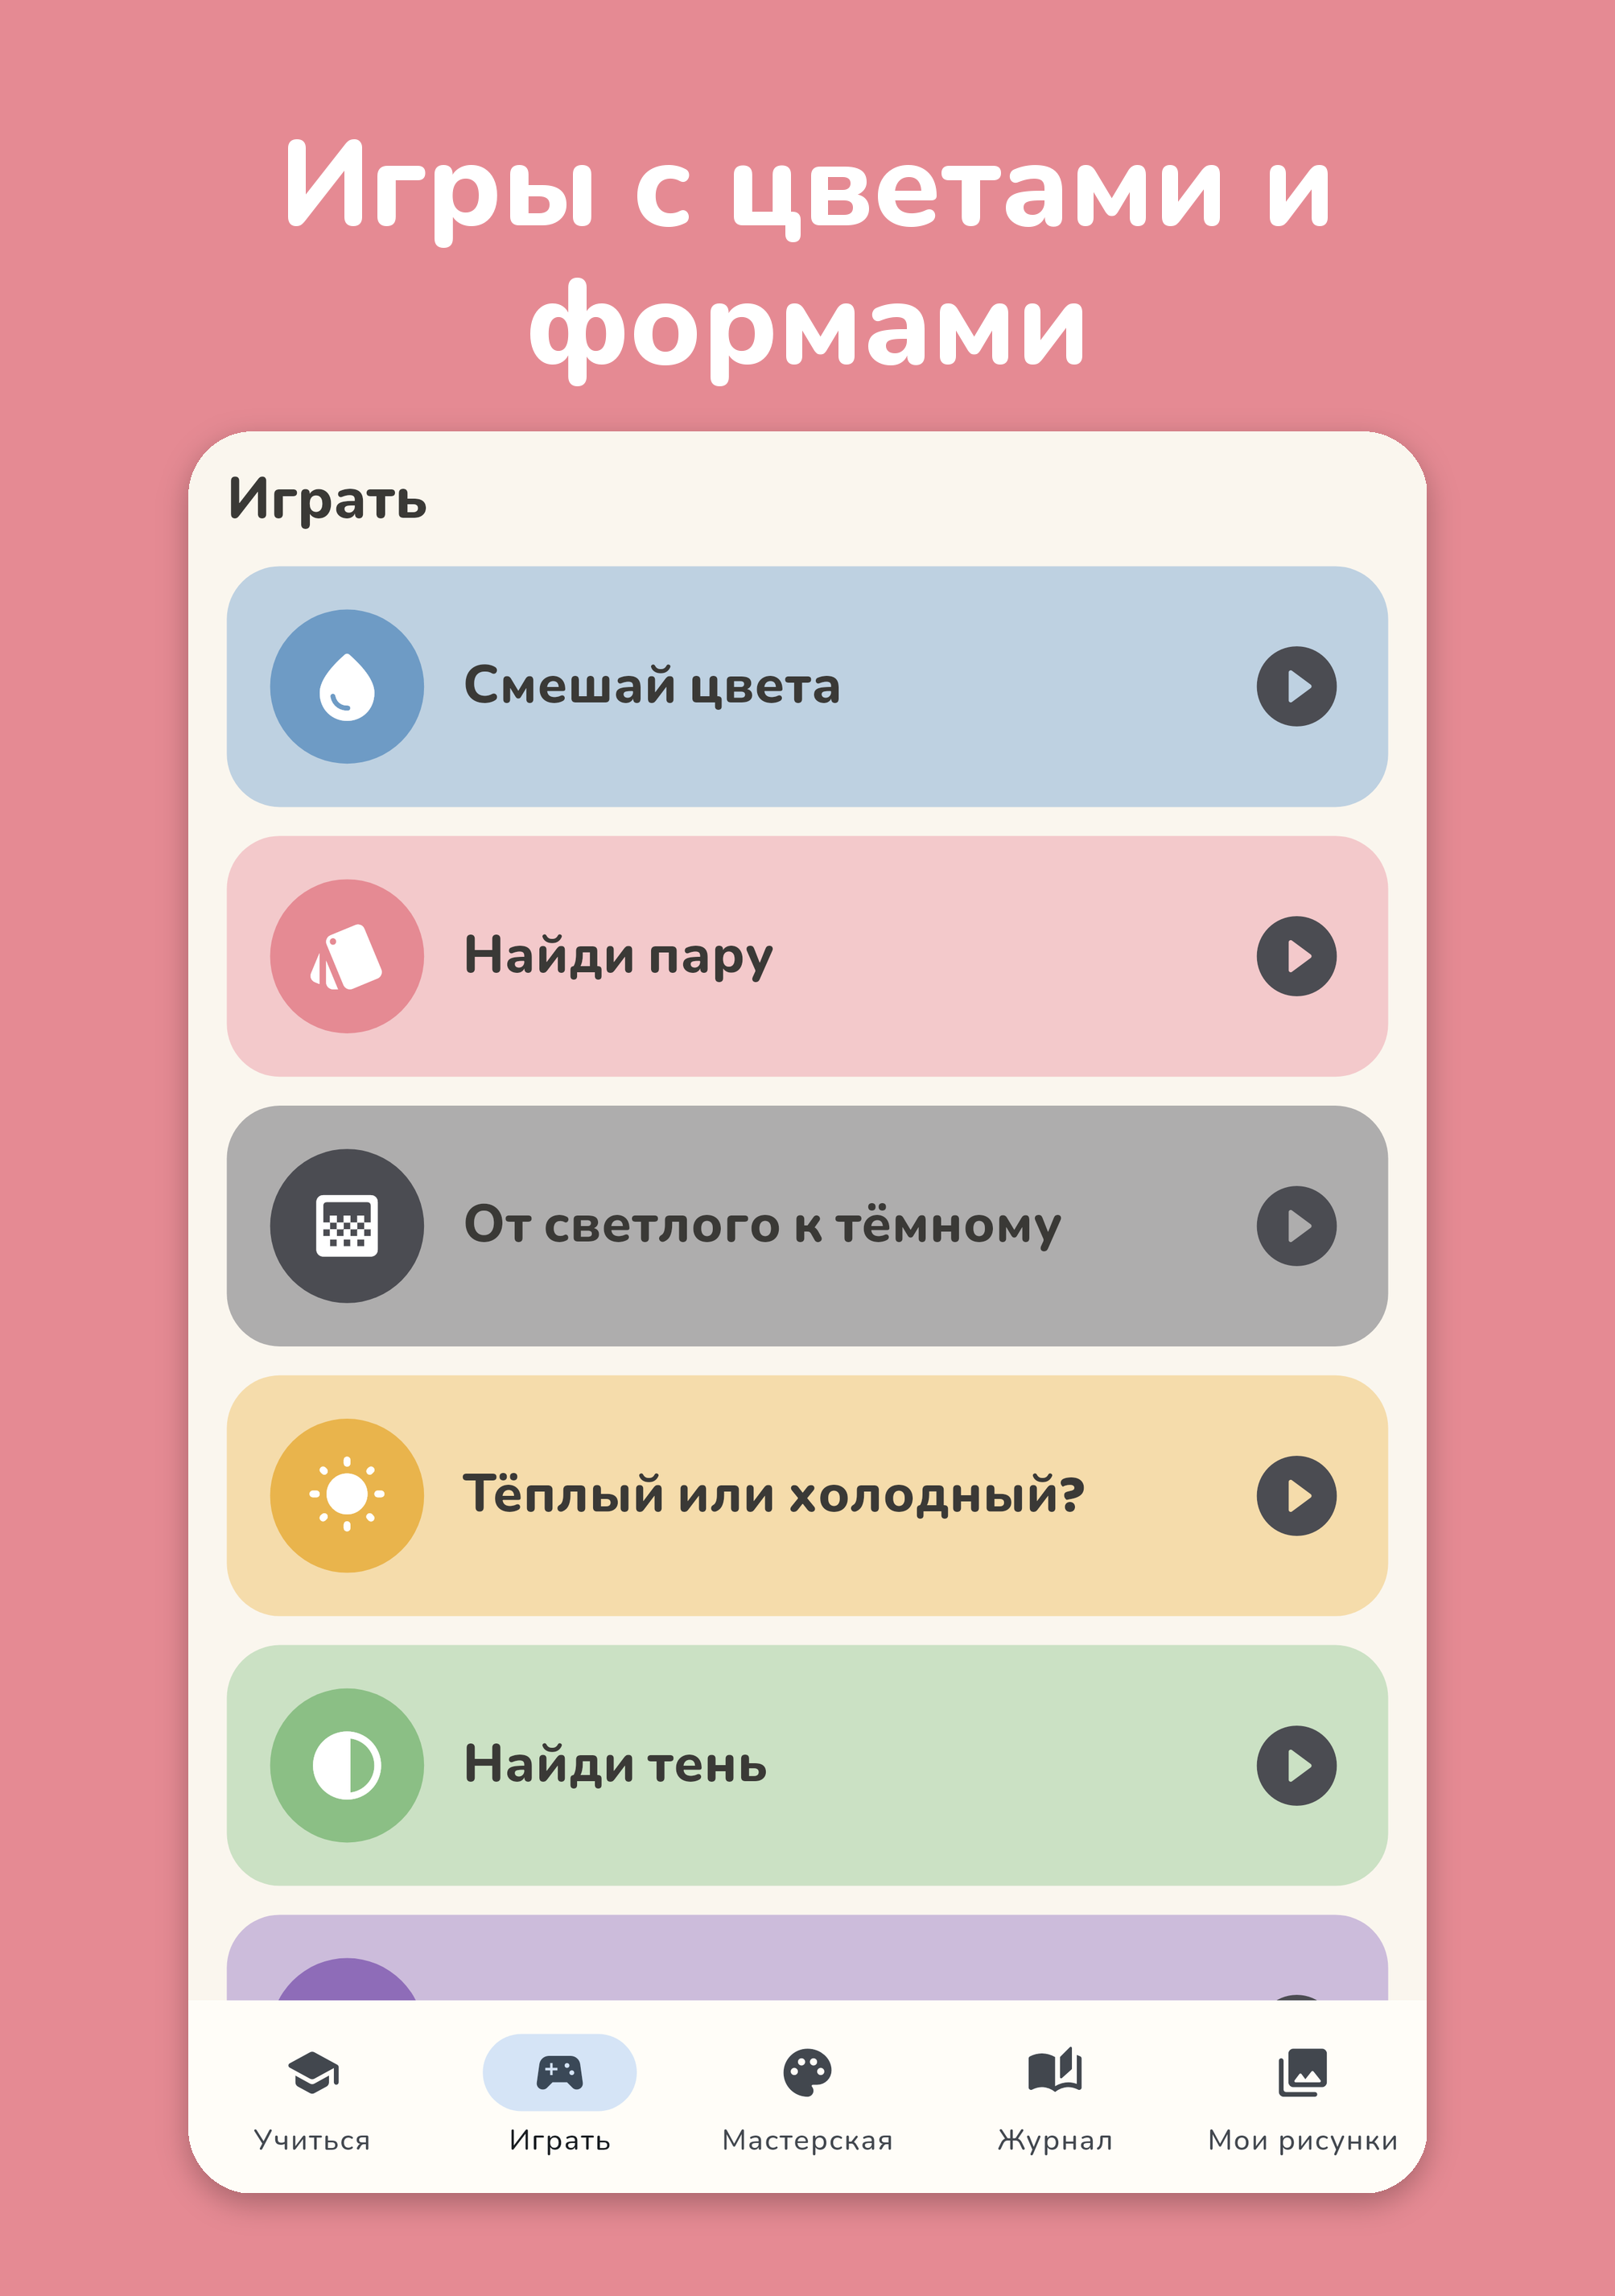 Игры с цветами и
формами
Играть
Смешай цвета
Найди пару
От светлого к тёмному
Тёплый или холодный?
Найди тень
Учиться
Играть
Мастерская
Журнал
Мои рисунки